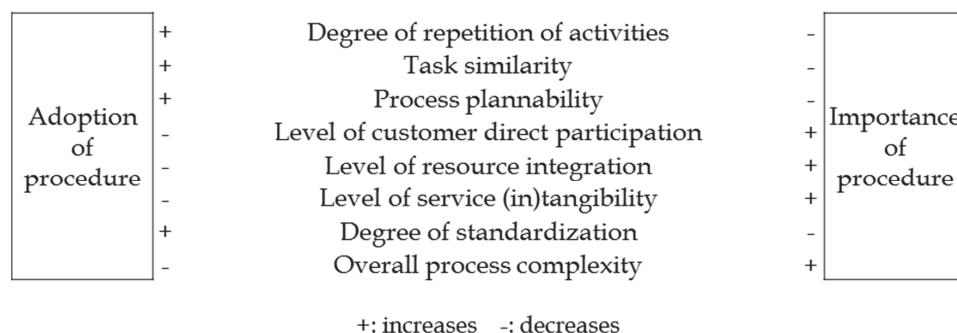 + Degree of repetition of activities -
+ Task similarity -
+ Process plannability -
Adoption of procedure
- Level of customer direct participation +
Importance of procedure
- Level of resource integration +
- Level of service (in)tangibility +
+ Degree of standardization -
- Overall process complexity +
+: increases -: decreases